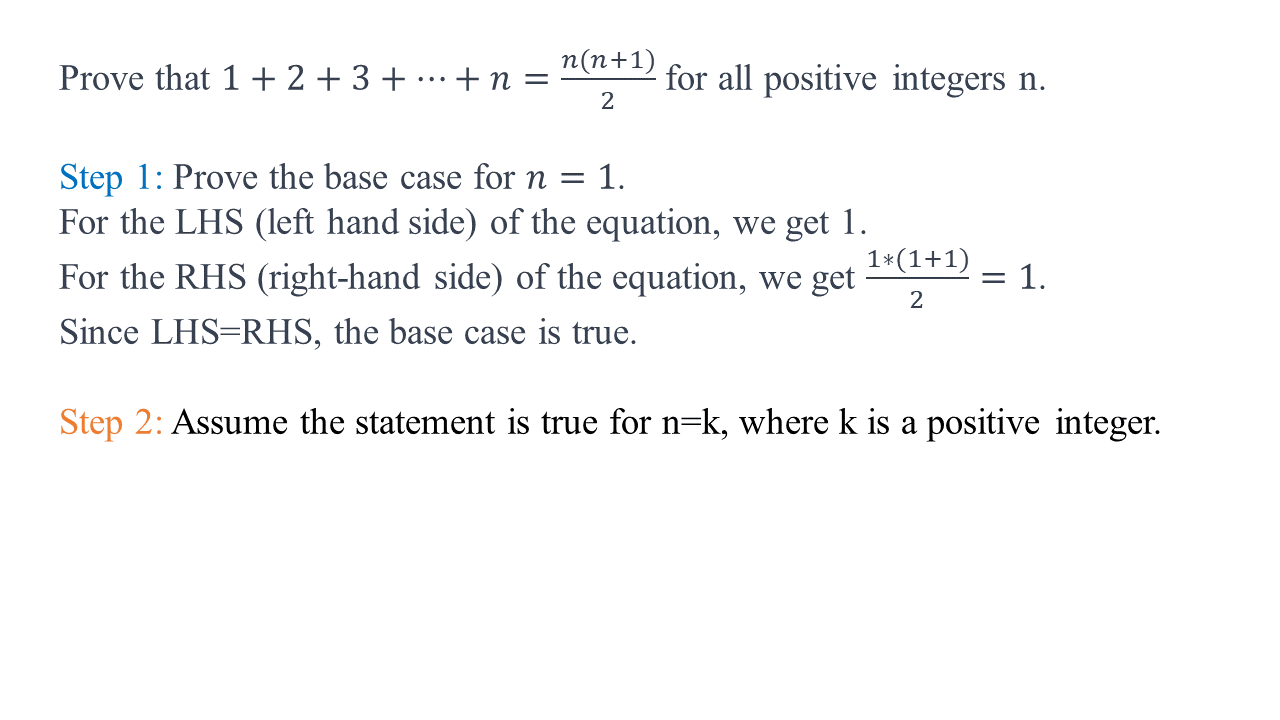 Prove that 1 + 2 + 3 + ⋯ + n = n(n+1)/2 for all positive integers n.
Step 1: Prove the base case for n = 1.
For the LHS (left hand side) of the equation, we get 1.
For the RHS (right-hand side) of the equation, we get 1*(1+1)/2 = 1.
Since LHS=RHS, the base case is true.
Step 2: Assume the statement is true for n=k, where k is a positive integer.